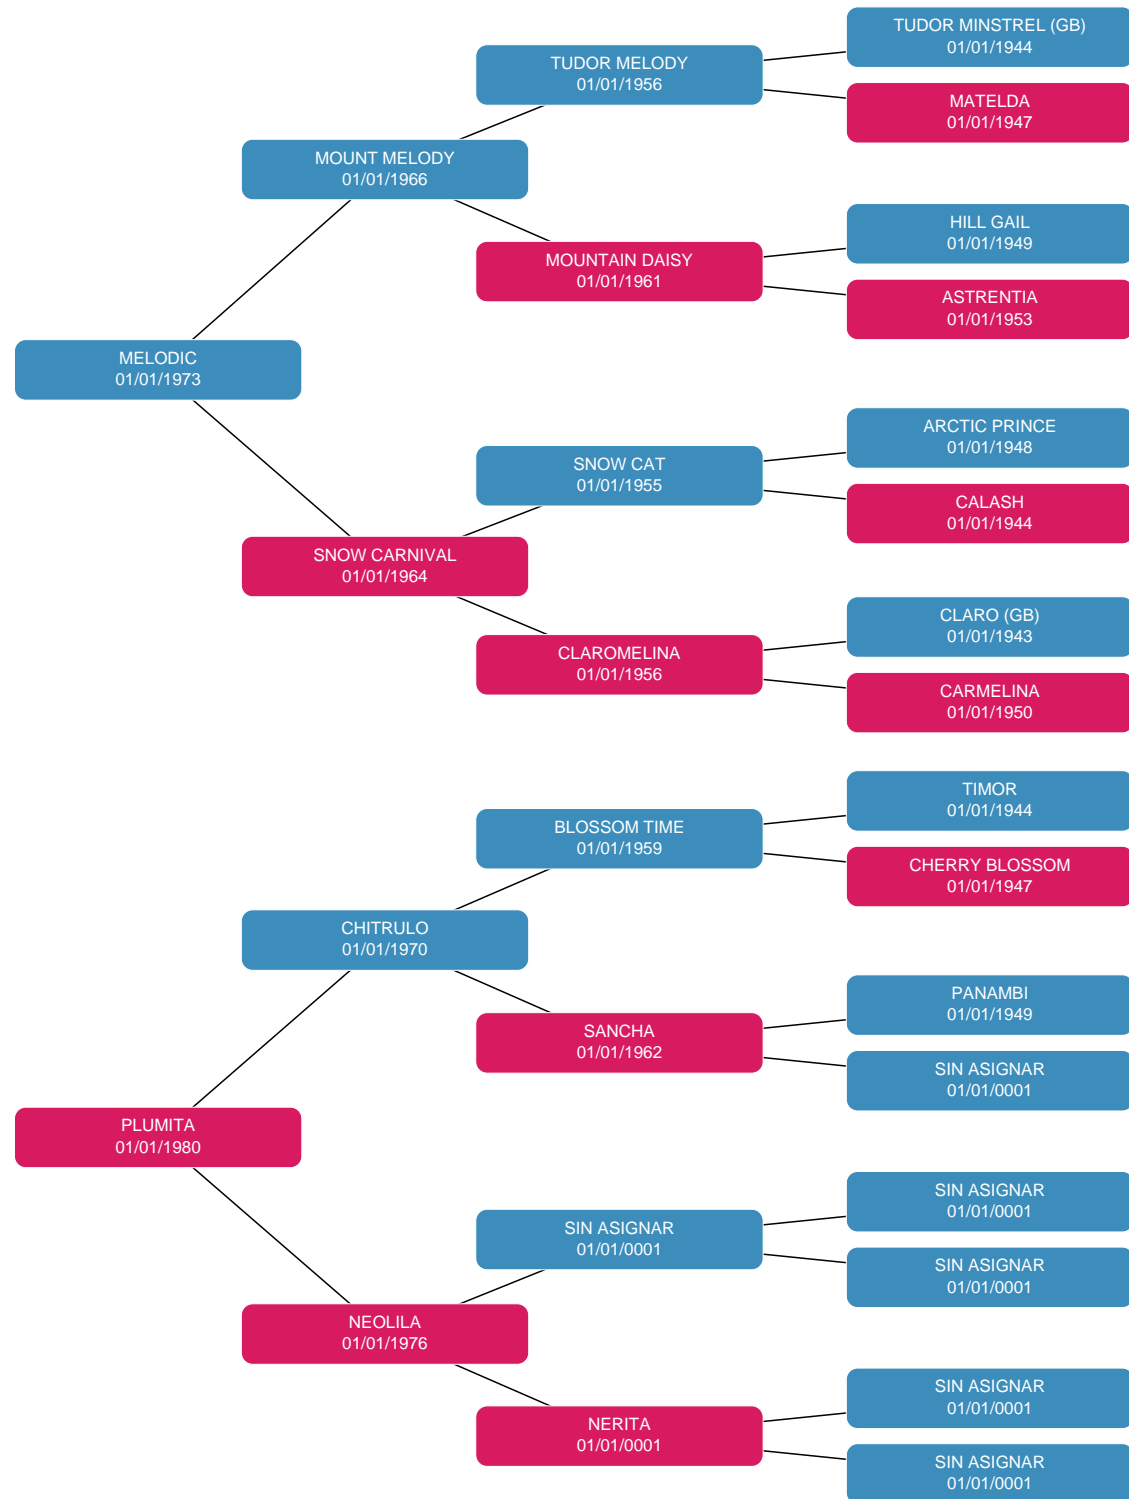 TUDOR MINSTREL (GB)
01/01/1944
TUDOR MELODY
01/01/1956
MATELDA
01/01/1947
MOUNT MELODY
01/01/1966
HILL GAIL
01/01/1949
MOUNTAIN DAISY
01/01/1961
ASTRENTIA
01/01/1953
MELODIC
01/01/1973
ARCTIC PRINCE
01/01/1948
SNOW CAT
01/01/1955
CALASH
01/01/1944
SNOW CARNIVAL
01/01/1964
CLARO (GB)
01/01/1943
CLAROMELINA
01/01/1956
CARMELINA
01/01/1950
TIMOR
01/01/1944
BLOSSOM TIME
01/01/1959
CHERRY BLOSSOM
01/01/1947
CHITRULO
01/01/1970
PANAMBI
01/01/1949
SANCHA
01/01/1962
SIN ASIGNAR
01/01/0001
PLUMITA
01/01/1980
SIN ASIGNAR
01/01/0001
SIN ASIGNAR
01/01/0001
SIN ASIGNAR
01/01/0001
NEOLILA
01/01/1976
SIN ASIGNAR
01/01/0001
NERITA
01/01/0001
SIN ASIGNAR
01/01/0001